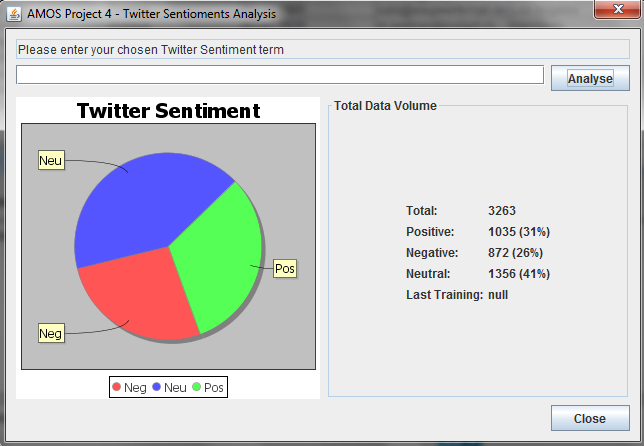 AMOS Project 4 - Twitter Sentioments Analysis
Please enter your chosen Twitter Sentiment term
Analyse
Twitter Sentiment
Neu
Pos
Neg
Neg Neu Pos
Total Data Volume
Total: 3263
Positive: 1035 (31%)
Negative: 872 (26%)
Neutral: 1356 (41%)
Last Training: null
Close